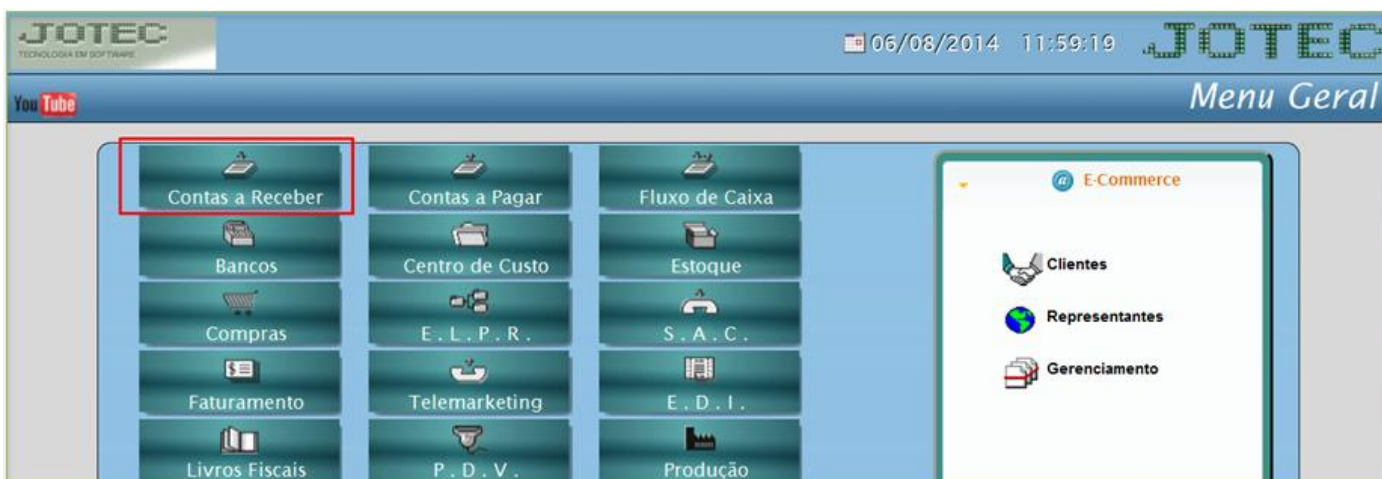 JOTEC
TECNOLOGIA EM SOFTWARE
06/08/2014 11:59:19
JOTEC
You Tube
Menu Geral
Contas a Receber
Contas a Pagar
Fluxo de Caixa
Bancos
Centro de Custo
Estoque
Compras
E.L.P.R.
S.A.C.
Faturamento
Telemarketing
E.D.I.
Livros Fiscais
P.D.V.
Produção
@ E-Commerce
Clientes
Representantes
Gerenciamento